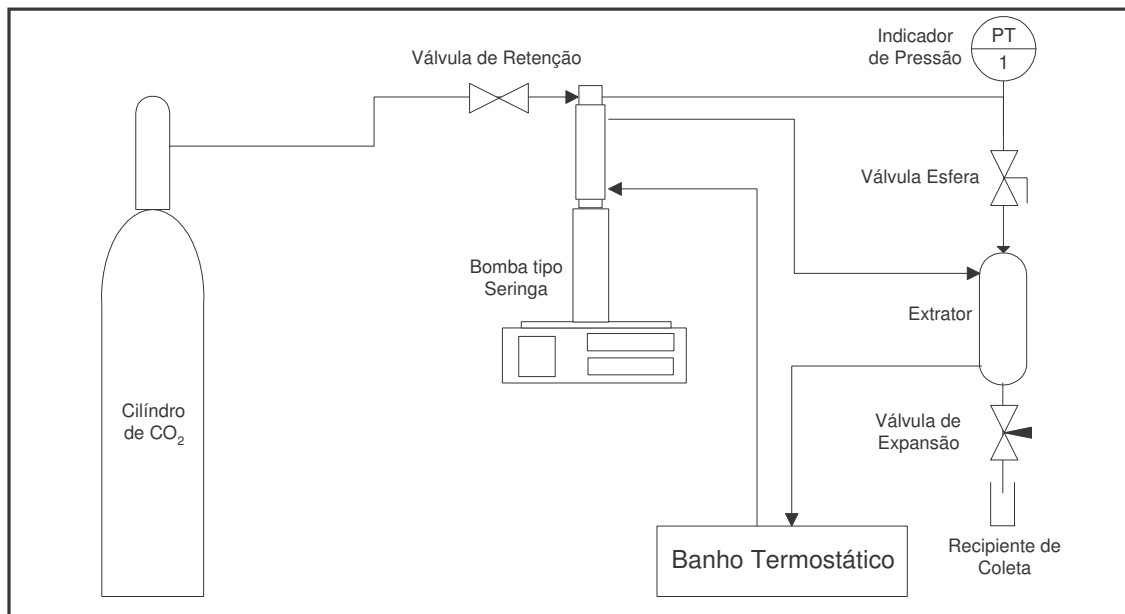 Indicador
de Pressão
PT
1
Válvula de Retenção
Válvula Esfera
Bomba tipo
Seringa
Extrator
Cilíndro
de CO₂
Válvula de
Expansão
Banho Termostático
Recipiente de
Coleta